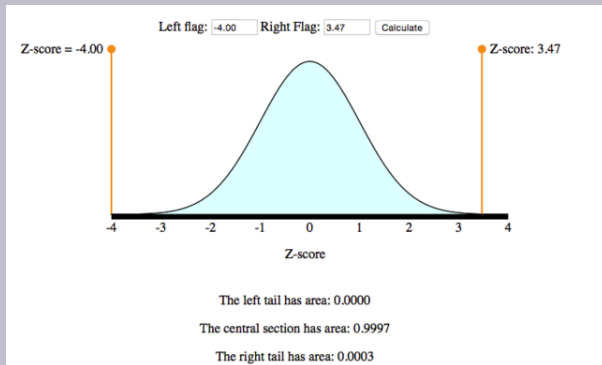 Left flag: -4.00 Right Flag: 3.47 Calculate
Z-score = -4.00 Z-score: 3.47
-4 -3 -2 -1 0 1 2 3 4
Z-score
The left tail has area: 0.0000
The central section has area: 0.9997
The right tail has area: 0.0003